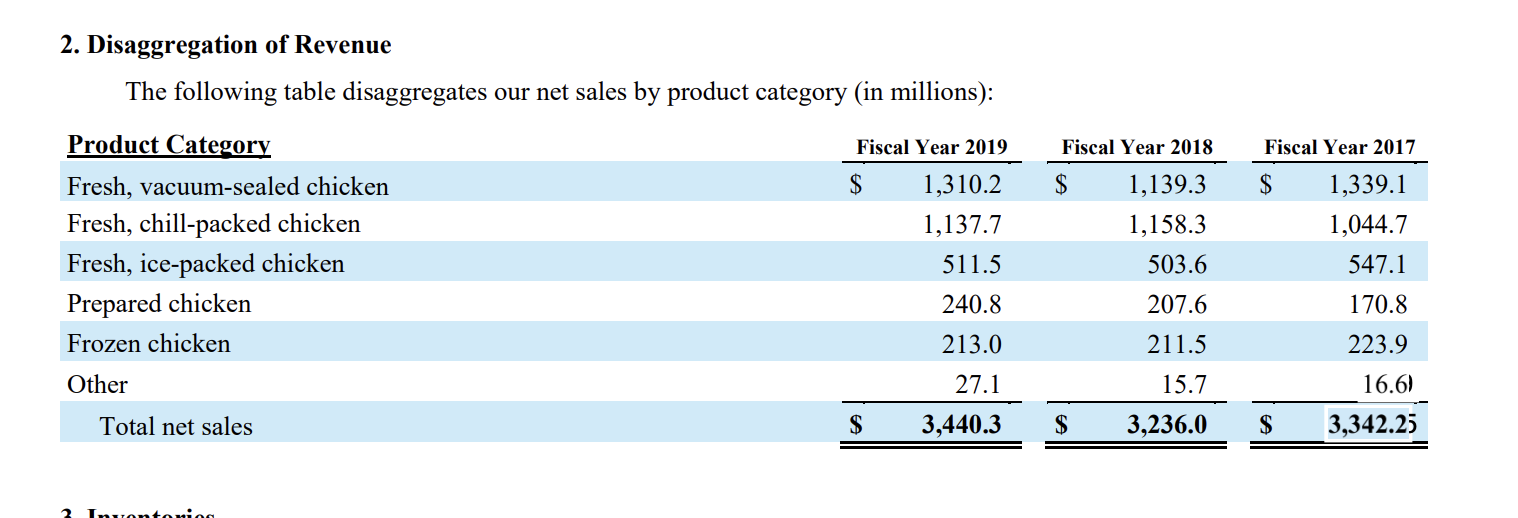 2. Disaggregation of Revenue
The following table disaggregates our net sales by product category (in millions):
Product Category Fiscal Year 2019 Fiscal Year 2018 Fiscal Year 2017
Fresh, vacuum-sealed chicken $ 1,310.2 $ 1,139.3 $ 1,339.1
Fresh, chill-packed chicken 1,137.7 1,158.3 1,044.7
Fresh, ice-packed chicken 511.5 503.6 547.1
Prepared chicken 240.8 207.6 170.8
Frozen chicken 213.0 211.5 223.9
Other 27.1 15.7 16.6
Total net sales $ 3,440.3 $ 3,236.0 $ 3,342.2
3. Inventories